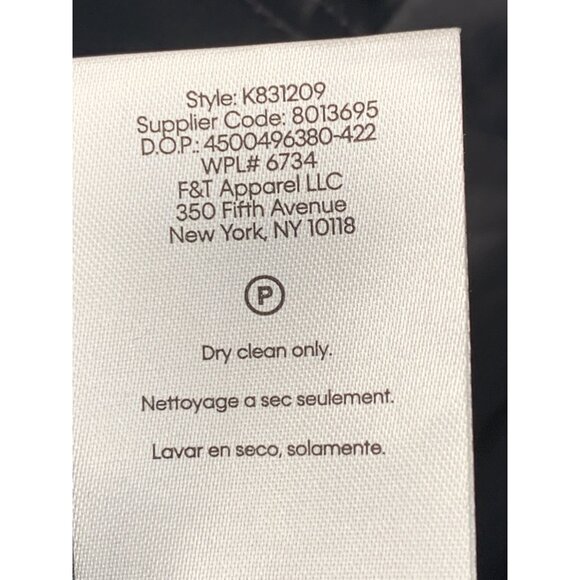 Style: K831209
Supplier Code: 8013695
D.O.P.: 4500496380-422
WPL# 6734
F&T Apparel LLC
350 Fifth Avenue
New York, NY 10118
P
Dry clean only.
Nettoyage a sec seulement.
Lavar en seco, solamente.